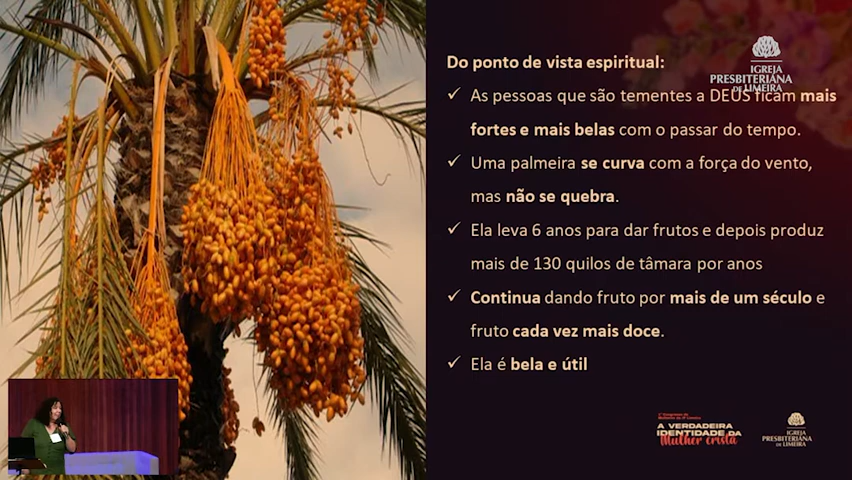 IGREJA
PRESBITERIANA
DE LIMEIRA
Do ponto de vista espiritual:
✓ As pessoas que são tementes a DEUS ficam mais
fortes e mais belas com o passar do tempo.
✓ Uma palmeira se curva com a força do vento,
mas não se quebra.
✓ Ela leva 6 anos para dar frutos e depois produz
mais de 130 quilos de tâmara por anos
✓ Continua dando fruto por mais de um século e
fruto cada vez mais doce.
✓ Ela é bela e útil
A VERDADEIRA
IDENTIDADE DA
Mulher cristã
IGREJA
PRESBITERIANA
DE LIMEIRA